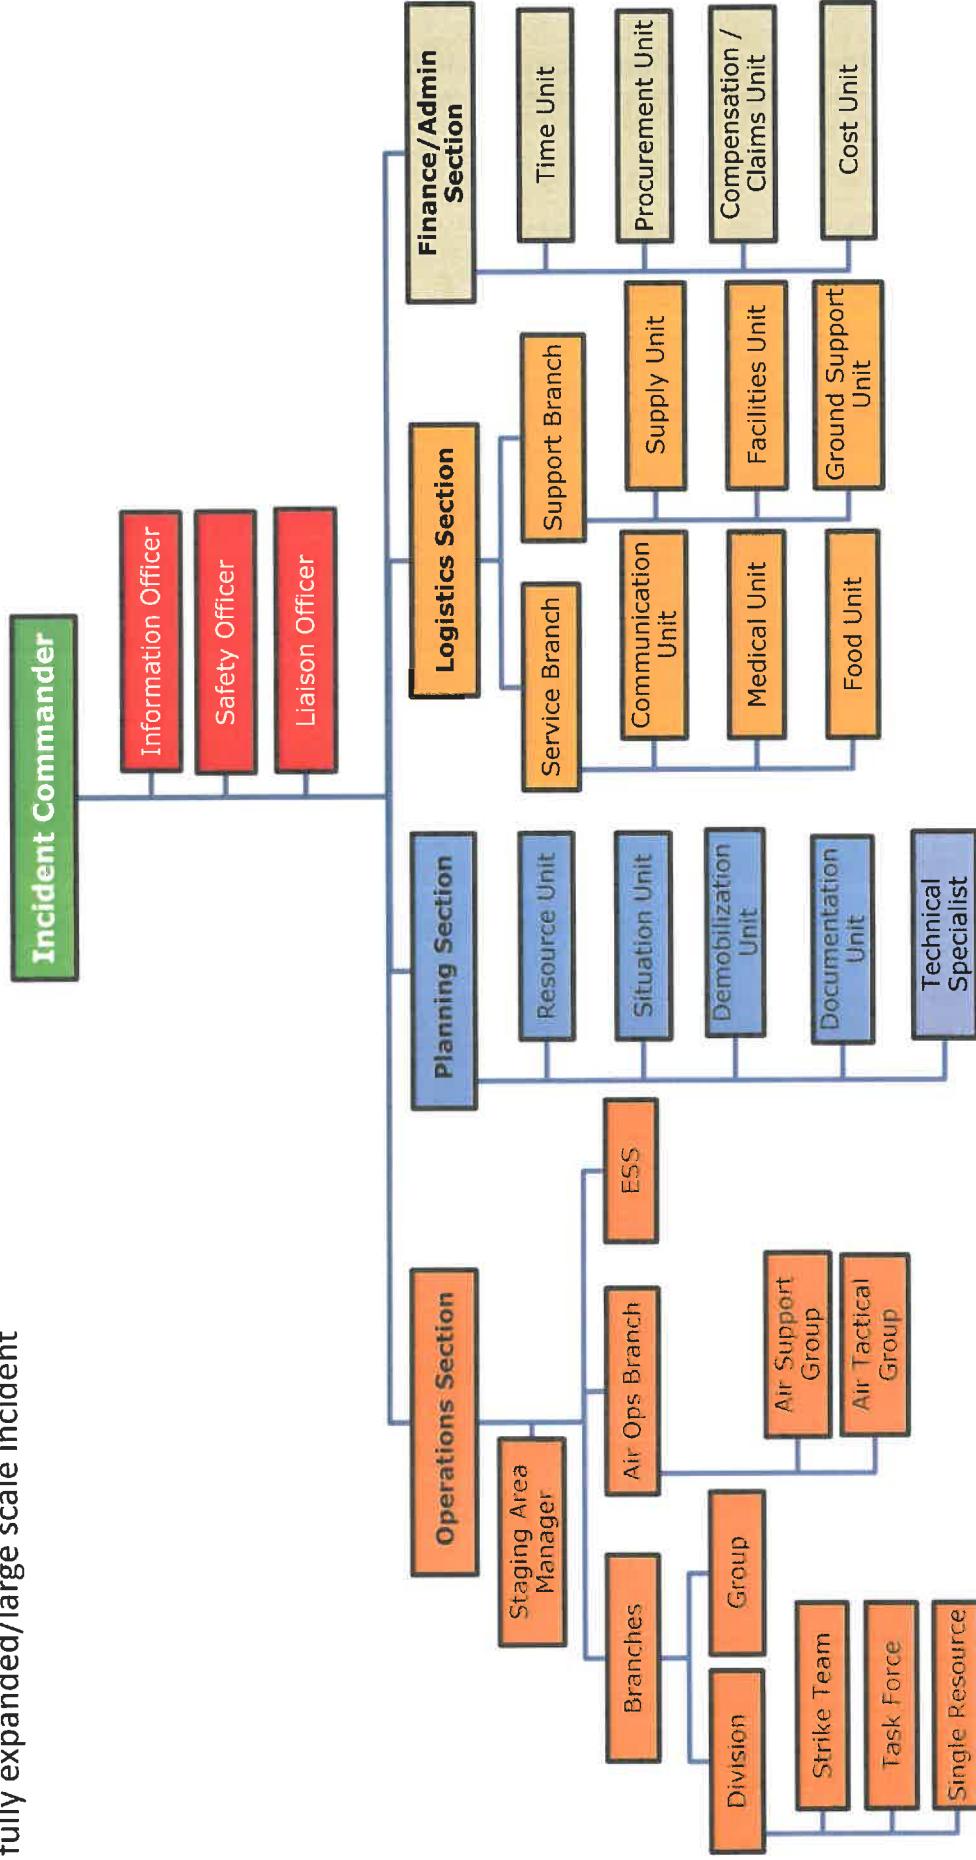 fully expanded/large scale incident
Incident Commander
Information Officer
Safety Officer
Liaison Officer
Operations Section
Planning Section
Logistics Section
Finance/Admin
Section
Staging Area
Manager
Branches
Air Ops Branch
ESS
Division
Group
Strike Team
Task Force
Single Resource
Air Support
Group
Air Tactical
Group
Resource Unit
Situation Unit
Demobilization
Unit
Documentation
Unit
Technical
Specialist
Service Branch
Support Branch
Communication
Unit
Medical Unit
Food Unit
Supply Unit
Facilities Unit
Ground Support
Unit
Time Unit
Procurement Unit
Compensation /
Claims Unit
Cost Unit